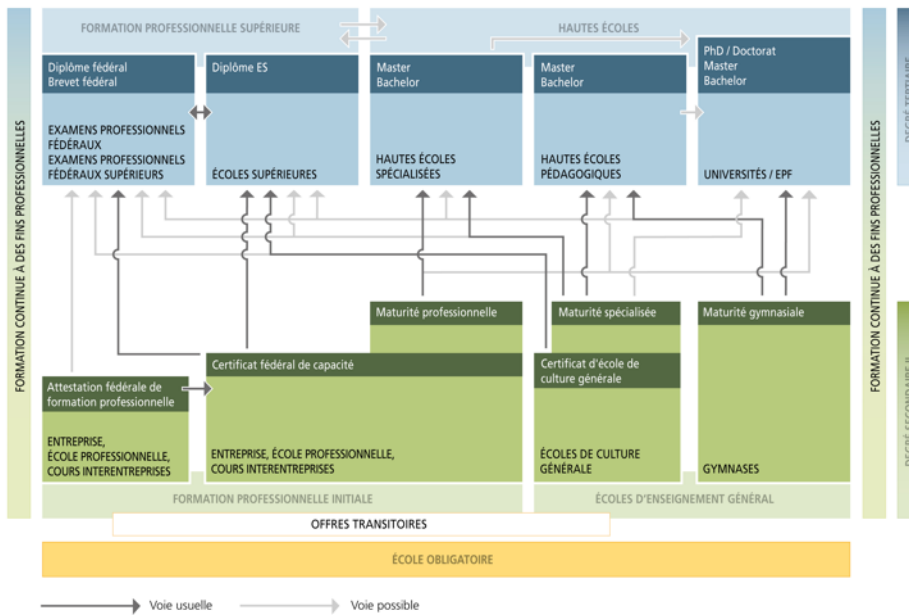 FORMATION PROFESSIONNELLE SUPÉRIEURE
HAUTES ÉCOLES
FORMATION CONTINUE À DES FINS PROFESSIONNELLES
Diplôme fédéral
Brevet fédéral
EXAMENS PROFESSIONNELS
FÉDÉRAUX
EXAMENS PROFESSIONNELS
FÉDÉRAUX SUPÉRIEURS
Diplôme ES
ÉCOLES SUPÉRIEURES
Master
Bachelor
HAUTES ÉCOLES
SPÉCIALISÉES
Master
Bachelor
HAUTES ÉCOLES
PÉDAGOGIQUES
PhD / Doctorat
Master
Bachelor
UNIVERSITÉS / EPF
FORMATION CONTINUE À DES FINS PROFESSIONNELLES
DEGRÉ TERTIAIRE
Maturité professionnelle
Maturité spécialisée
Maturité gymnasiale
Certificat fédéral de capacité
Certificat d'école de
culture générale
Attestation fédérale de
formation professionnelle
ENTREPRISE,
ÉCOLE PROFESSIONNELLE,
COURS INTERENTREPRISES
ENTREPRISE, ÉCOLE PROFESSIONNELLE,
COURS INTERENTREPRISES
ÉCOLES DE CULTURE
GÉNÉRALE
GYMNASES
DEGRÉ SECONDAIRE II
FORMATION PROFESSIONNELLE INITIALE
ÉCOLES D'ENSEIGNEMENT GÉNÉRAL
OFFRES TRANSITOIRES
ÉCOLE OBLIGATOIRE
Voie usuelle
Voie possible